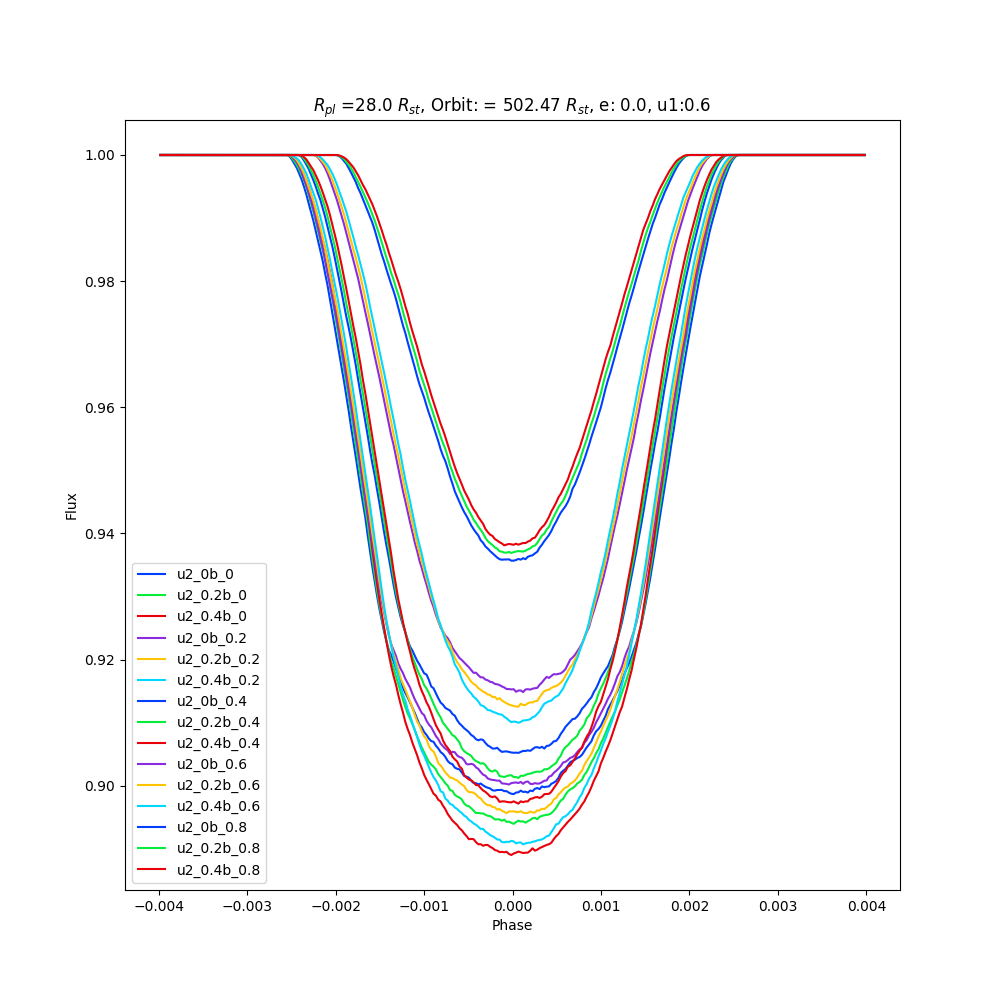 R_pl =28.0 R_st, Orbit: = 502.47 R_st, e: 0.0, u1:0.6
1.00
0.98
0.96
0.94
0.92
0.90
Flux
u2_0b_0
u2_0.2b_0
u2_0.4b_0
u2_0b_0.2
u2_0.2b_0.2
u2_0.4b_0.2
u2_0b_0.4
u2_0.2b_0.4
u2_0.4b_0.4
u2_0b_0.6
u2_0.2b_0.6
u2_0.4b_0.6
u2_0b_0.8
u2_0.2b_0.8
u2_0.4b_0.8
−0.004 −0.003 −0.002 −0.001 0.000 0.001 0.002 0.003 0.004
Phase